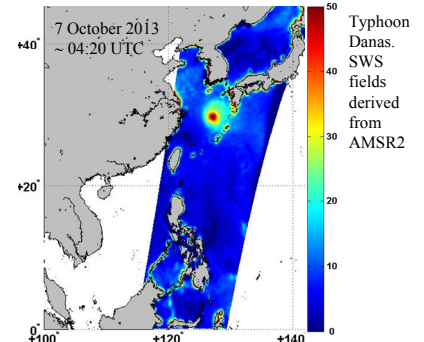 7 October 2013
~ 04:20 UTC
Typhoon
Danas.
SWS
fields
derived
from
AMSR2
50
40
30
20
10
0
+40°
+20°
0°
+100°
+120°
+140°